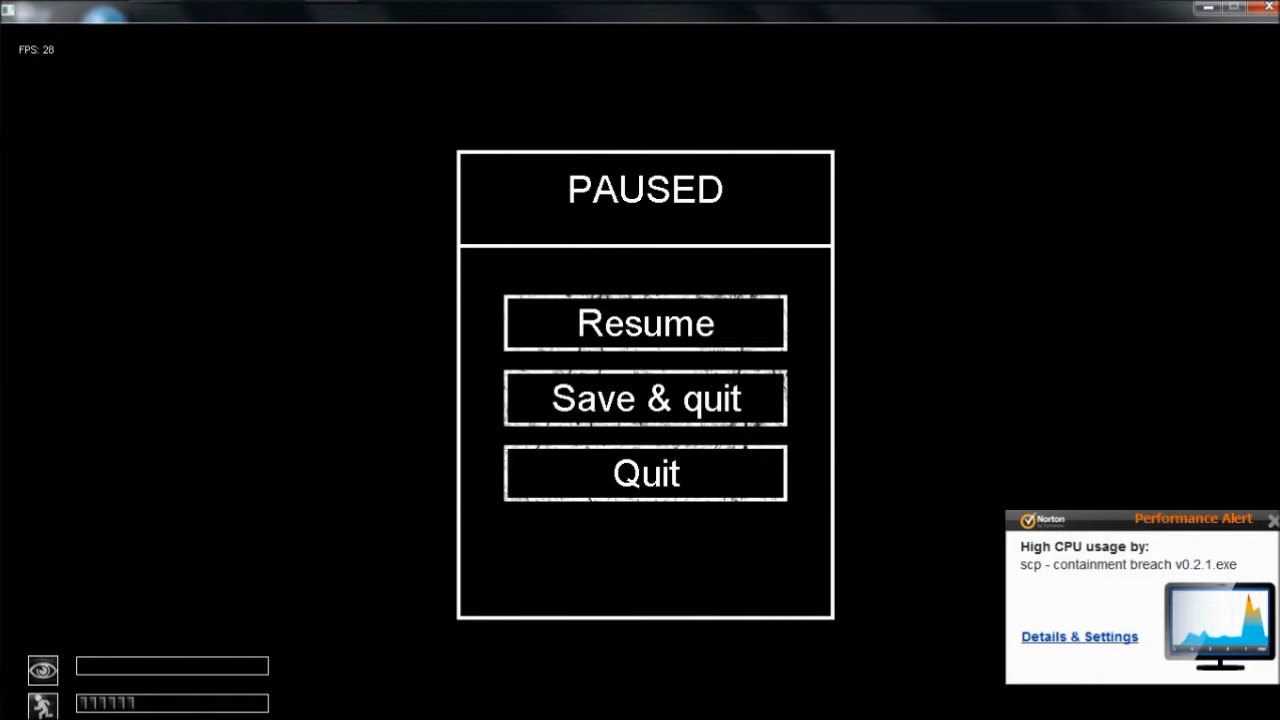 FPS: 28
PAUSED
Resume
Save & quit
Quit
Norton
Performance Alert
High CPU usage by:
scp - containment breach v0.2.1.exe
Details & Settings